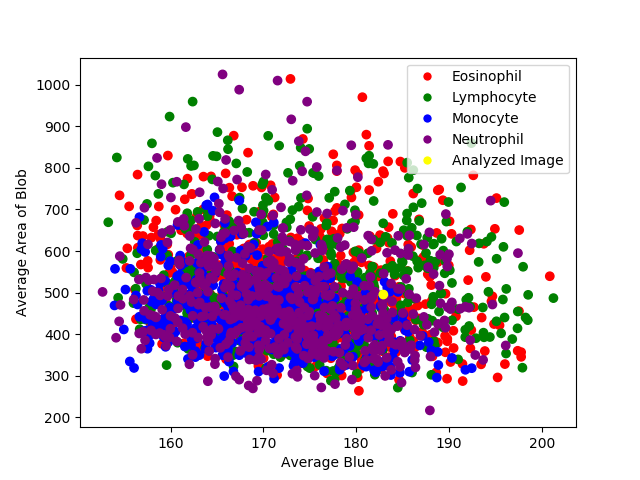 1000
900
800
700
600
500
400
300
200
Average Area of Blob
160
170
180
190
200
Average Blue
Eosinophil
Lymphocyte
Monocyte
Neutrophil
Analyzed Image